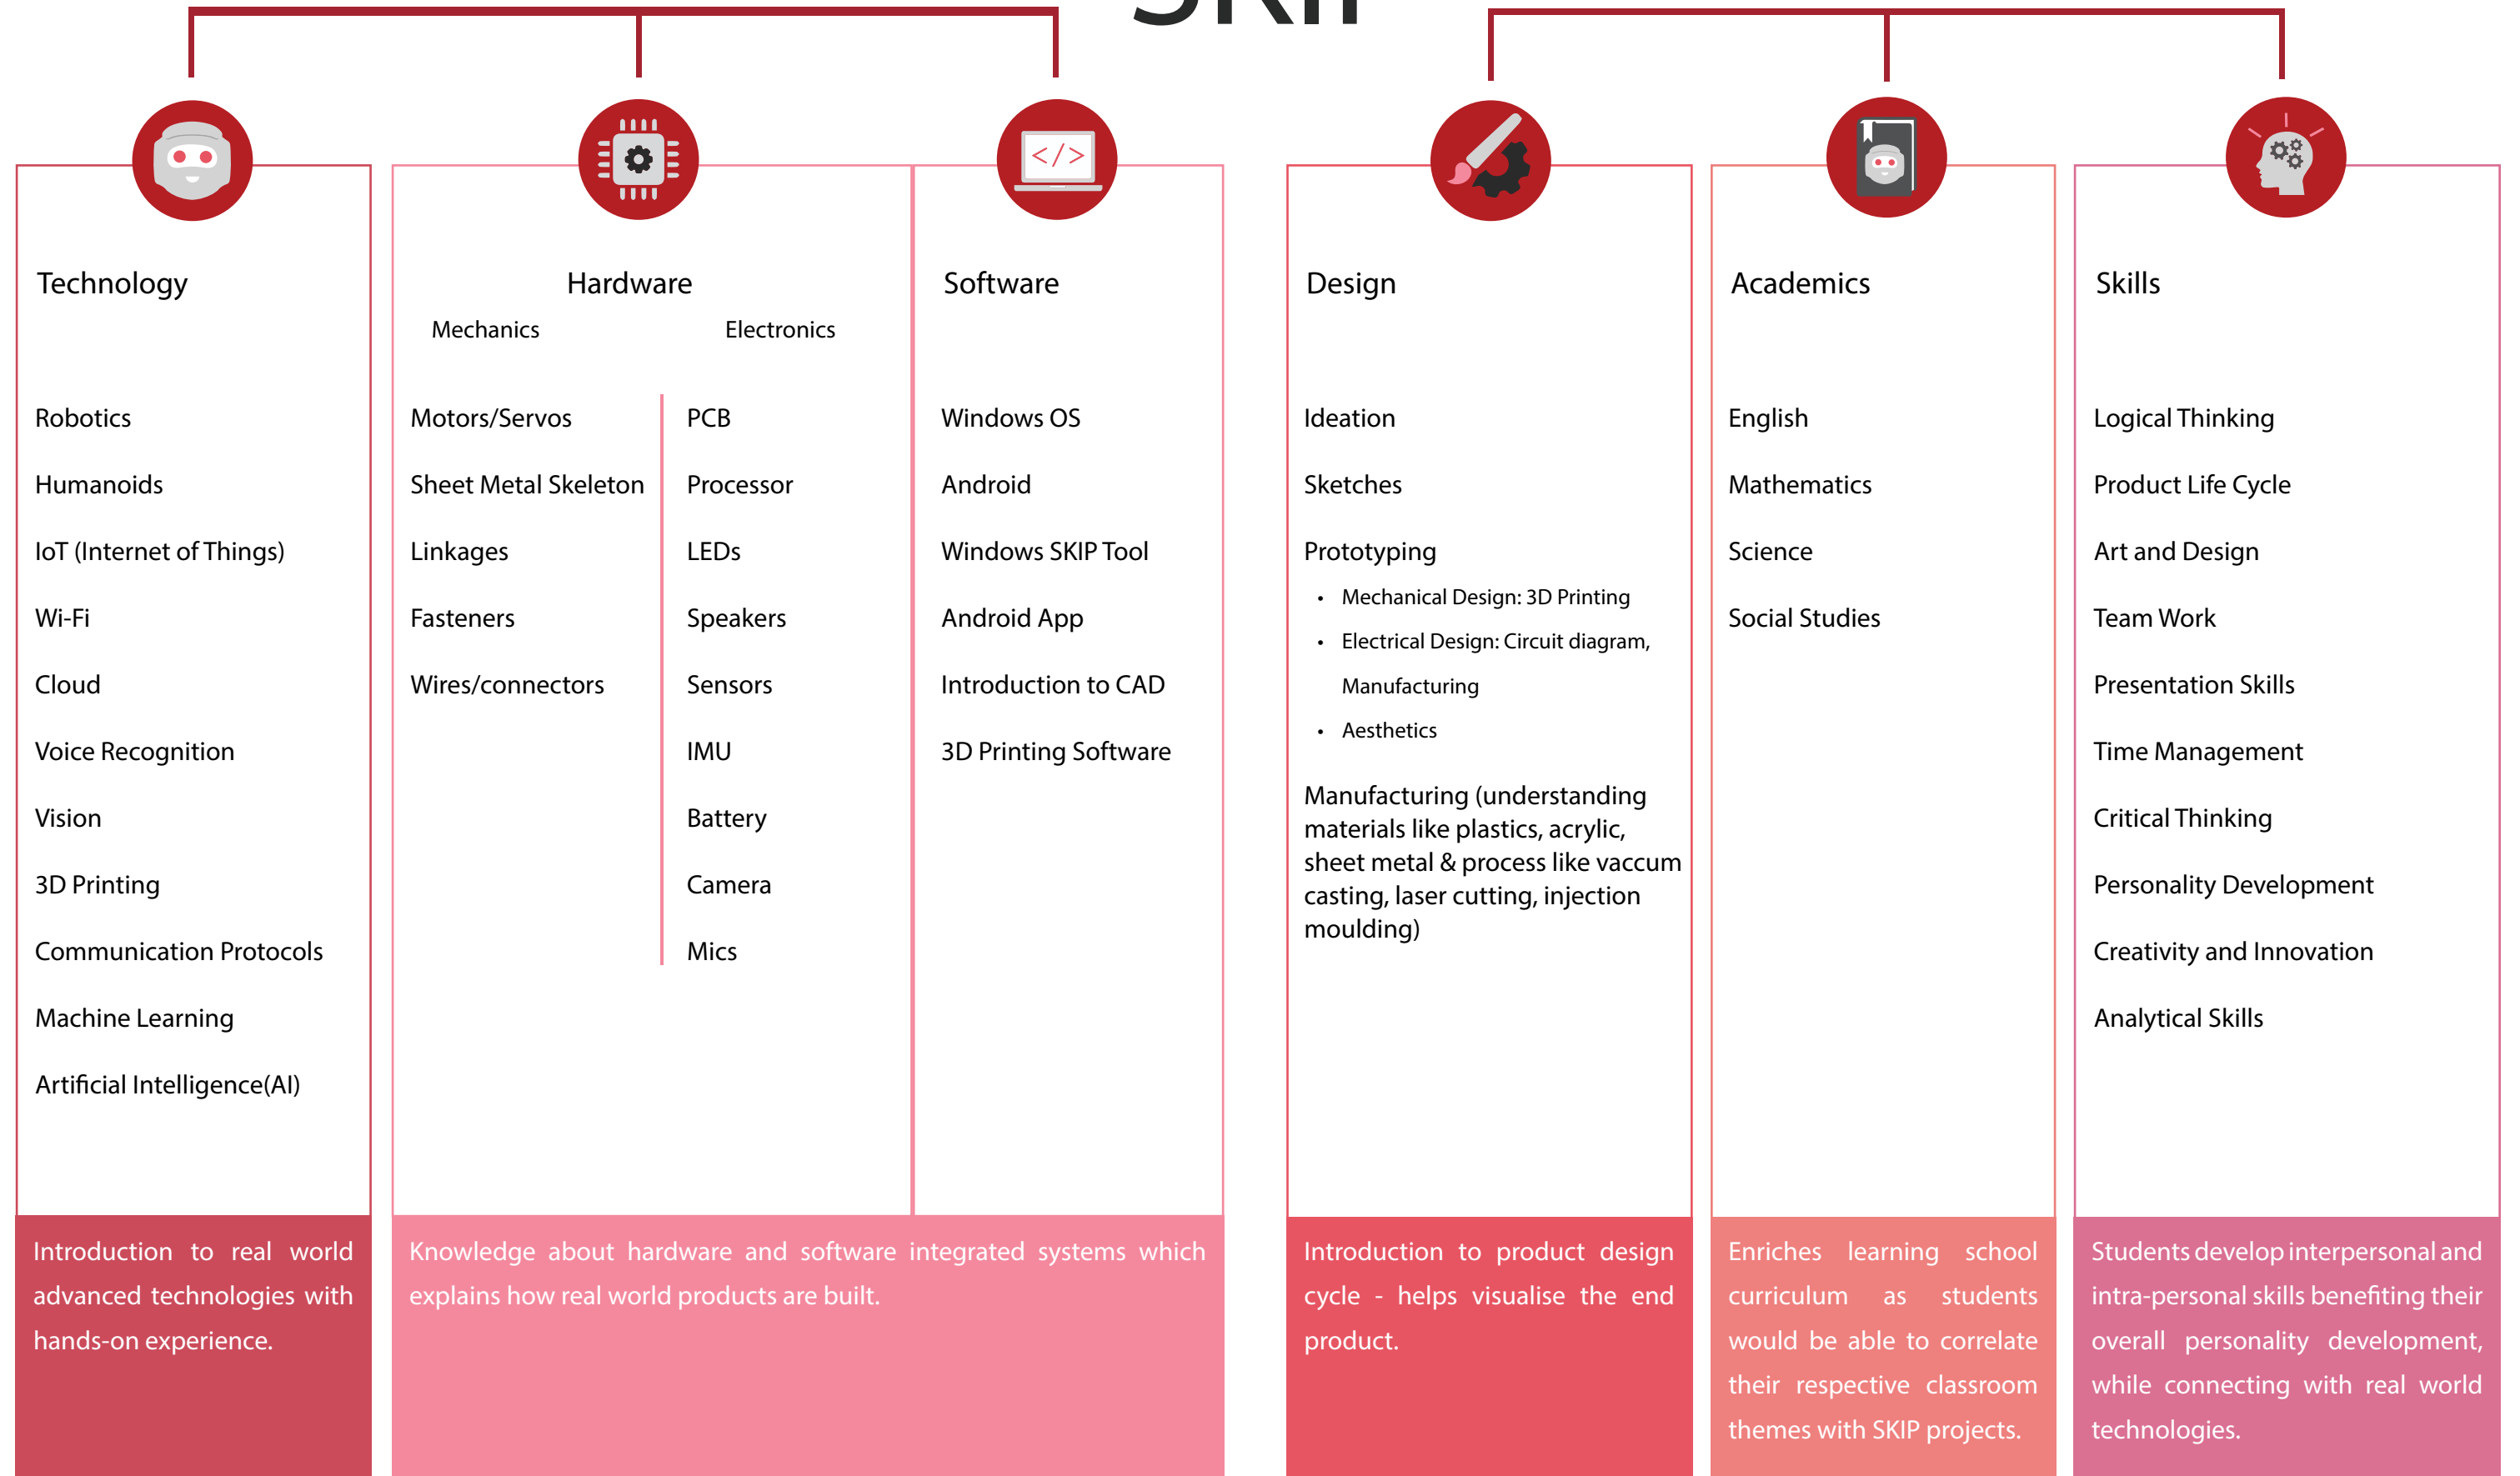 SKIP
</>
Technology
Robotics
Humanoids
IoT (Internet of Things)
Wi-Fi
Cloud
Voice Recognition
Vision
3D Printing
Communication Protocols
Machine Learning
Artificial Intelligence(AI)
Introduction to real world
advanced technologies with
hands-on experience.
Hardware
Mechanics
Motors/Servos
Sheet Metal Skeleton
Linkages
Fasteners
Wires/connectors
Electronics
PCB
Processor
LEDs
Speakers
Sensors
IMU
Battery
Camera
Mics
Software
Windows OS
Android
Windows SKIP Tool
Android App
Introduction to CAD
3D Printing Software
Knowledge about hardware and software integrated systems which
explains how real world products are built.
Design
Ideation
Sketches
Prototyping
• Mechanical Design: 3D Printing
• Electrical Design: Circuit diagram,
Manufacturing
• Aesthetics
Manufacturing (understanding
materials like plastics, acrylic,
sheet metal & process like vaccum
casting, laser cutting, injection
moulding)
Introduction to product design
cycle - helps visualise the end
product.
Academics
English
Mathematics
Science
Social Studies
Enriches learning school
curriculum as students
would be able to correlate
their respective classroom
themes with SKIP projects.
Skills
Logical Thinking
Product Life Cycle
Art and Design
Team Work
Presentation Skills
Time Management
Critical Thinking
Personality Development
Creativity and Innovation
Analytical Skills
Students develop interpersonal and
intra-personal skills benefiting their
overall personality development,
while connecting with real world
technologies.